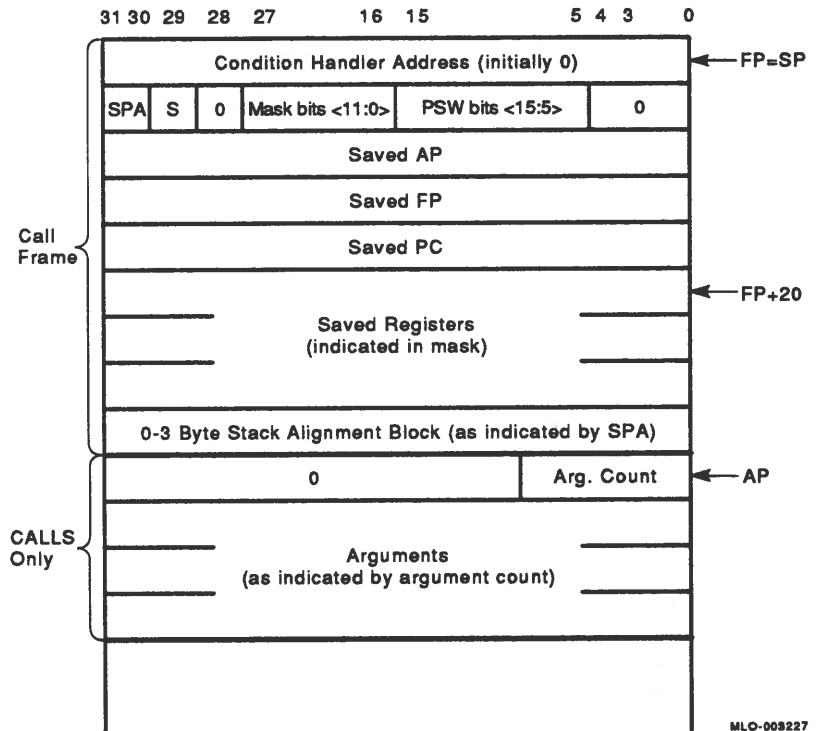 31 30 29 28 27 16 15 5 4 3 0
Condition Handler Address (initially 0)
FP=SP
SPA S 0 Mask bits <11:0> PSW bits <15:5> 0
Saved AP
Saved FP
Saved PC
Call
Frame
FP+20
Saved Registers
(indicated in mask)
0-3 Byte Stack Alignment Block (as indicated by SPA)
0 Arg. Count
AP
CALLS
Only
Arguments
(as indicated by argument count)
MLO-003227